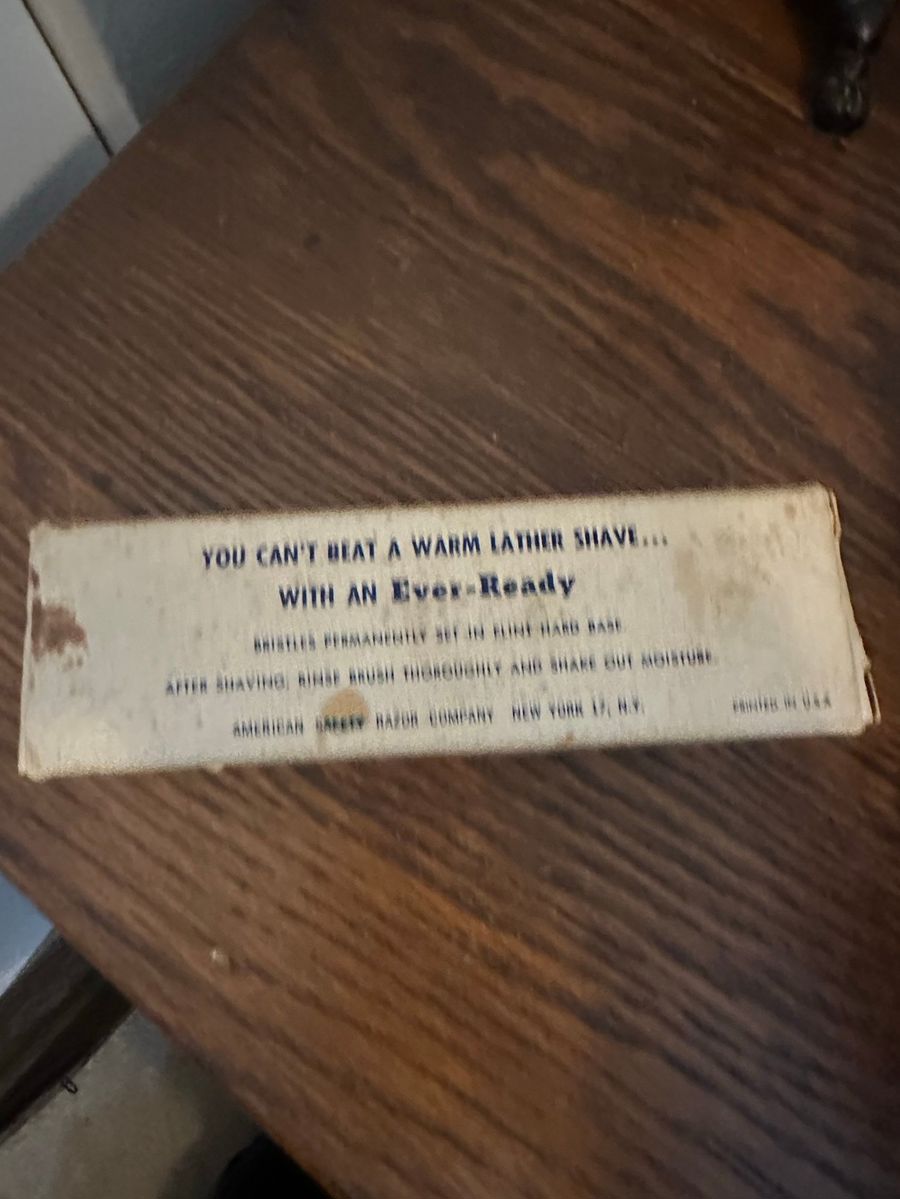 YOU CAN'T BEAT A WARM LATHER SHAVE...
WITH AN Ever-Ready
BRISTLES PERMANENTLY SET IN FLINT-HARD BASE.
AFTER SHAVING, RINSE BRUSH THOROUGHLY AND SHAKE OUT MOISTURE.
AMERICAN SAFETY RAZOR COMPANY NEW YORK 17, N.Y.
PRINTED IN U.S.A.